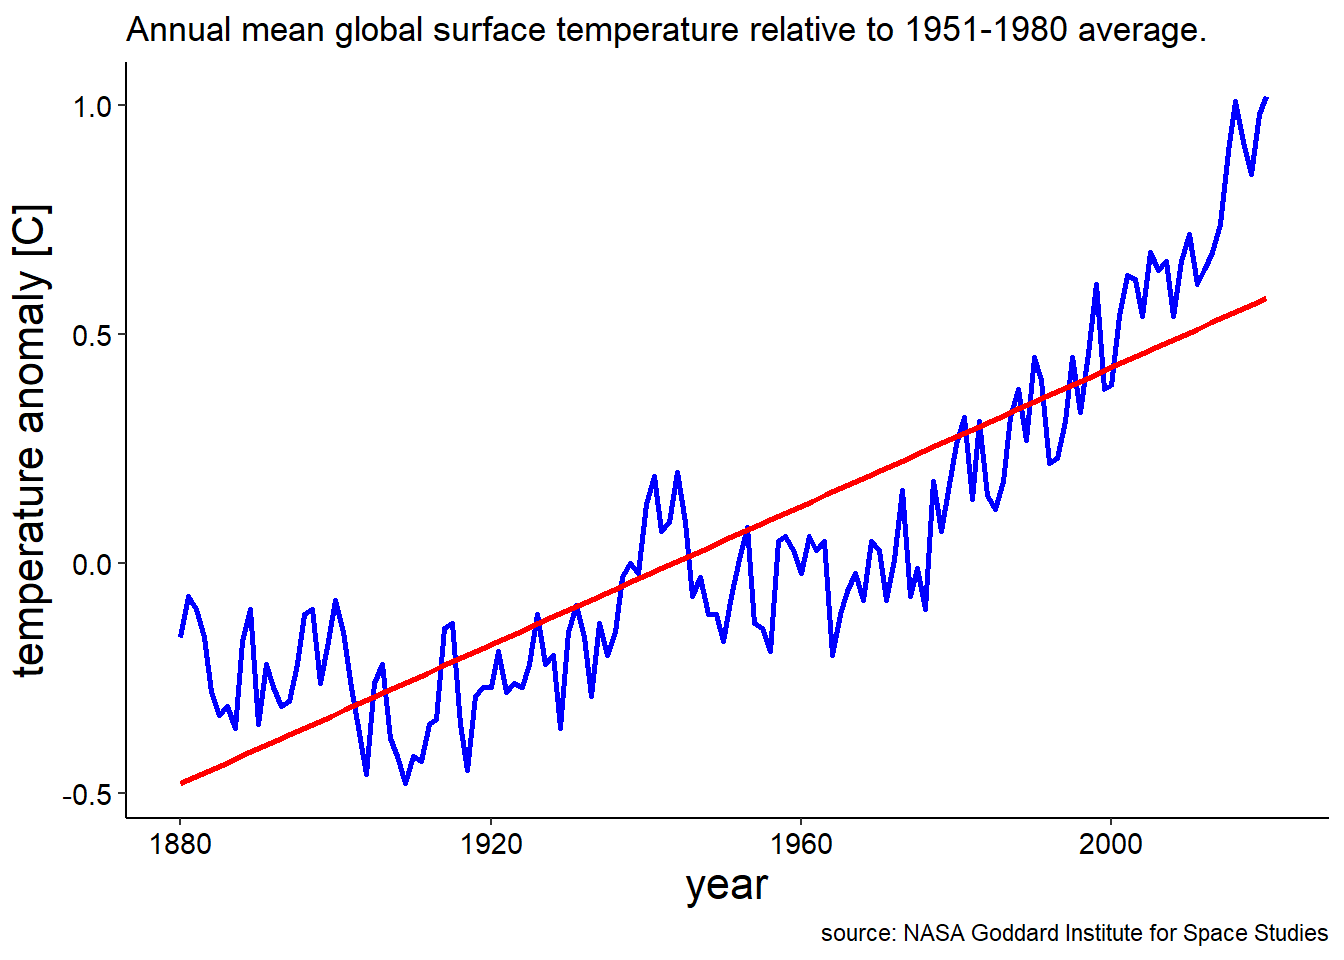 Annual mean global surface temperature relative to 1951-1980 average.
temperature anomaly [C]
1.0
0.5
0.0
-0.5
1880
1920
1960
2000
year
source: NASA Goddard Institute for Space Studies